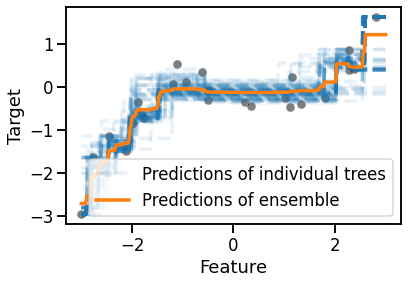 1
0
−1
−2
−3
Target
Predictions of individual trees
Predictions of ensemble
−2
0
2
Feature